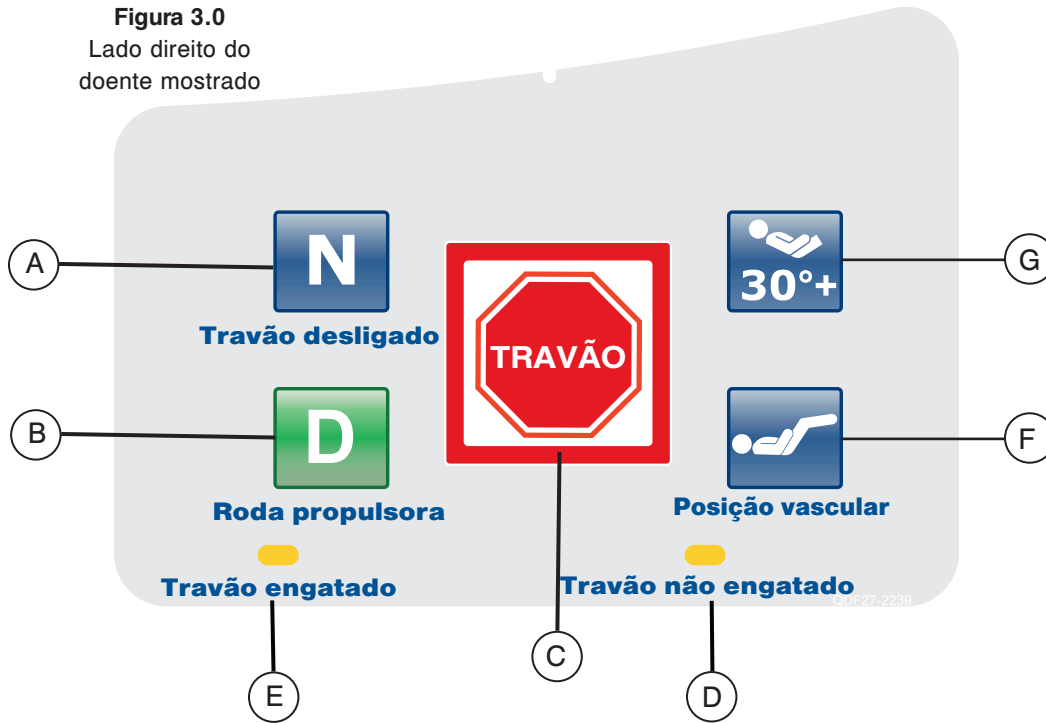 Figura 3.0
Lado direito do
doente mostrado
N
Travão desligado
D
Roda propulsora
Travão engatado
TRAVÃO
30°+
Posição vascular
Travão não engatado
QDF27-2239
A
B
C
D
E
F
G